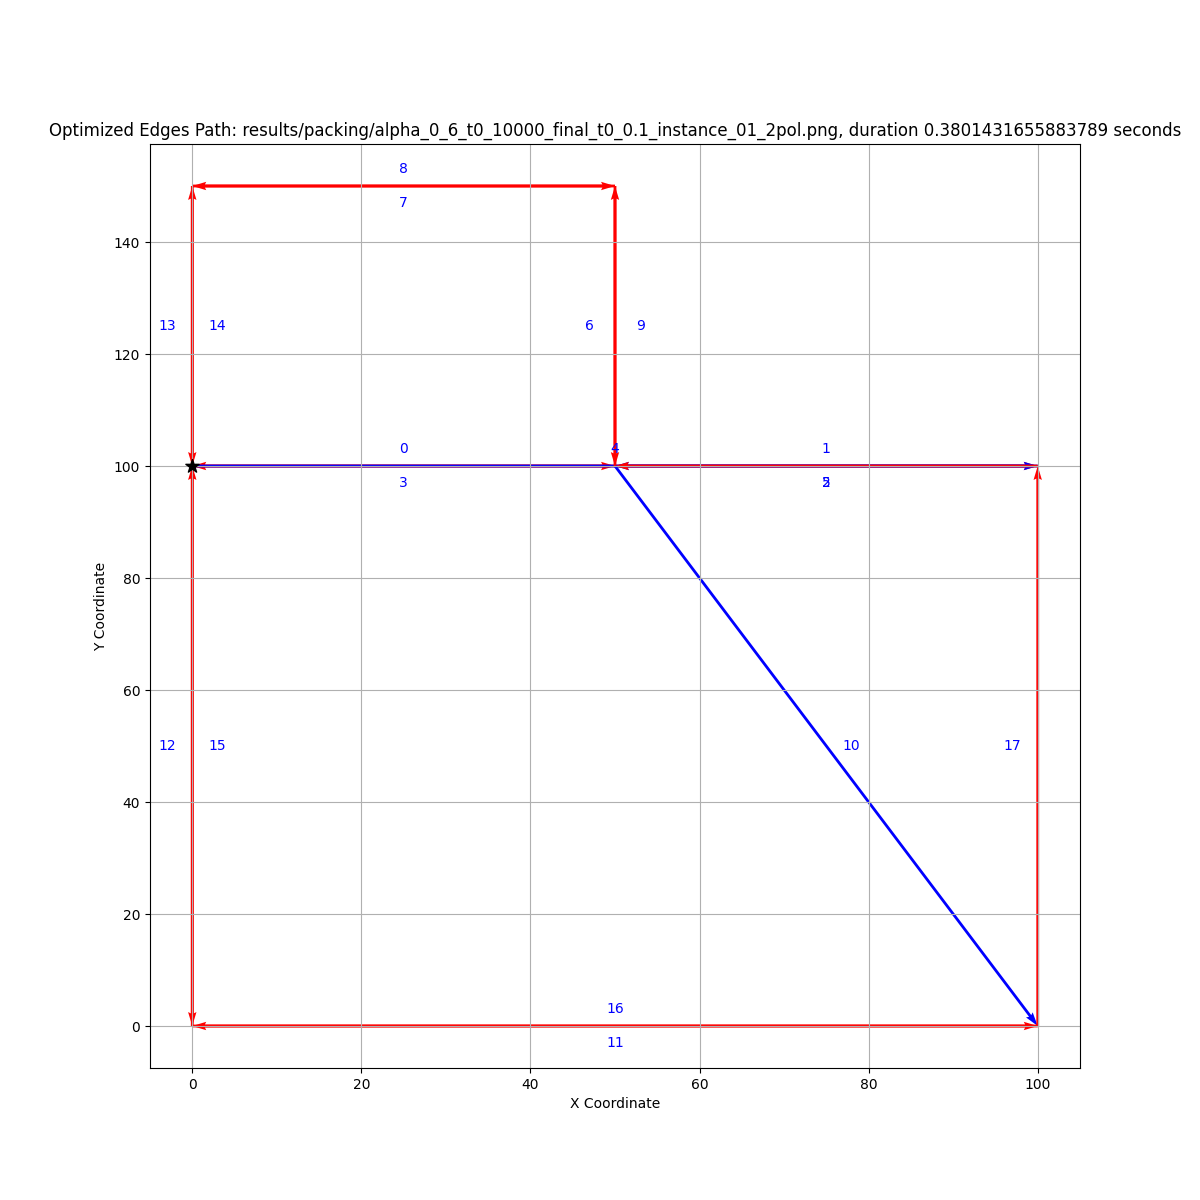 Optimized Edges Path: results/packing/alpha_0_6_t0_10000_final_t0_0.1_instance_01_2pol.png, duration 0.3801431655883789 seconds
8
7
140
13 14 6 9
120
0 4 1
100
3 5
80
Y Coordinate
60
12 15 10 17
40
20
16
0
11
0 20 40 60 80 100
X Coordinate